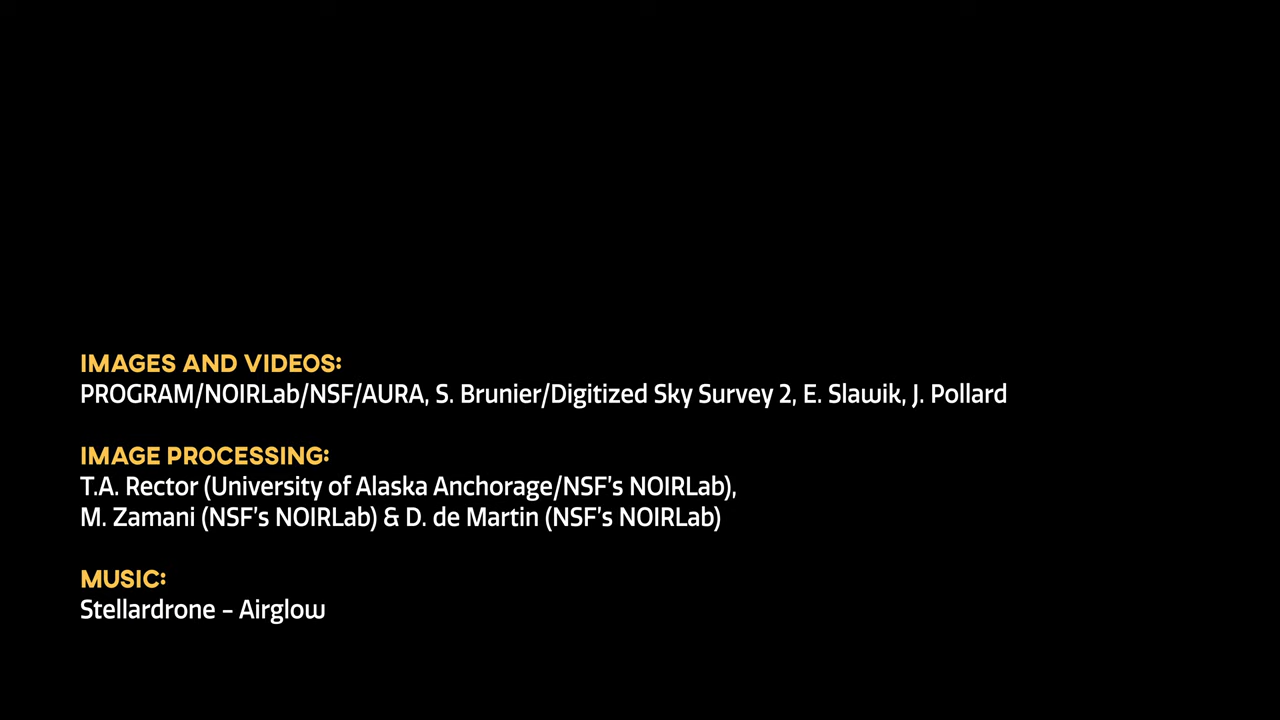 IMAGES AND VIDEOS:
PROGRAM/NOIRLab/NSF/AURA, S. Brunier/Digitized Sky Survey 2, E. Slawik, J. Pollard
IMAGE PROCESSING:
T.A. Rector (University of Alaska Anchorage/NSF’s NOIRLab),
M. Zamani (NSF’s NOIRLab) & D. de Martin (NSF’s NOIRLab)
MUSIC:
Stellardrone – Airglow